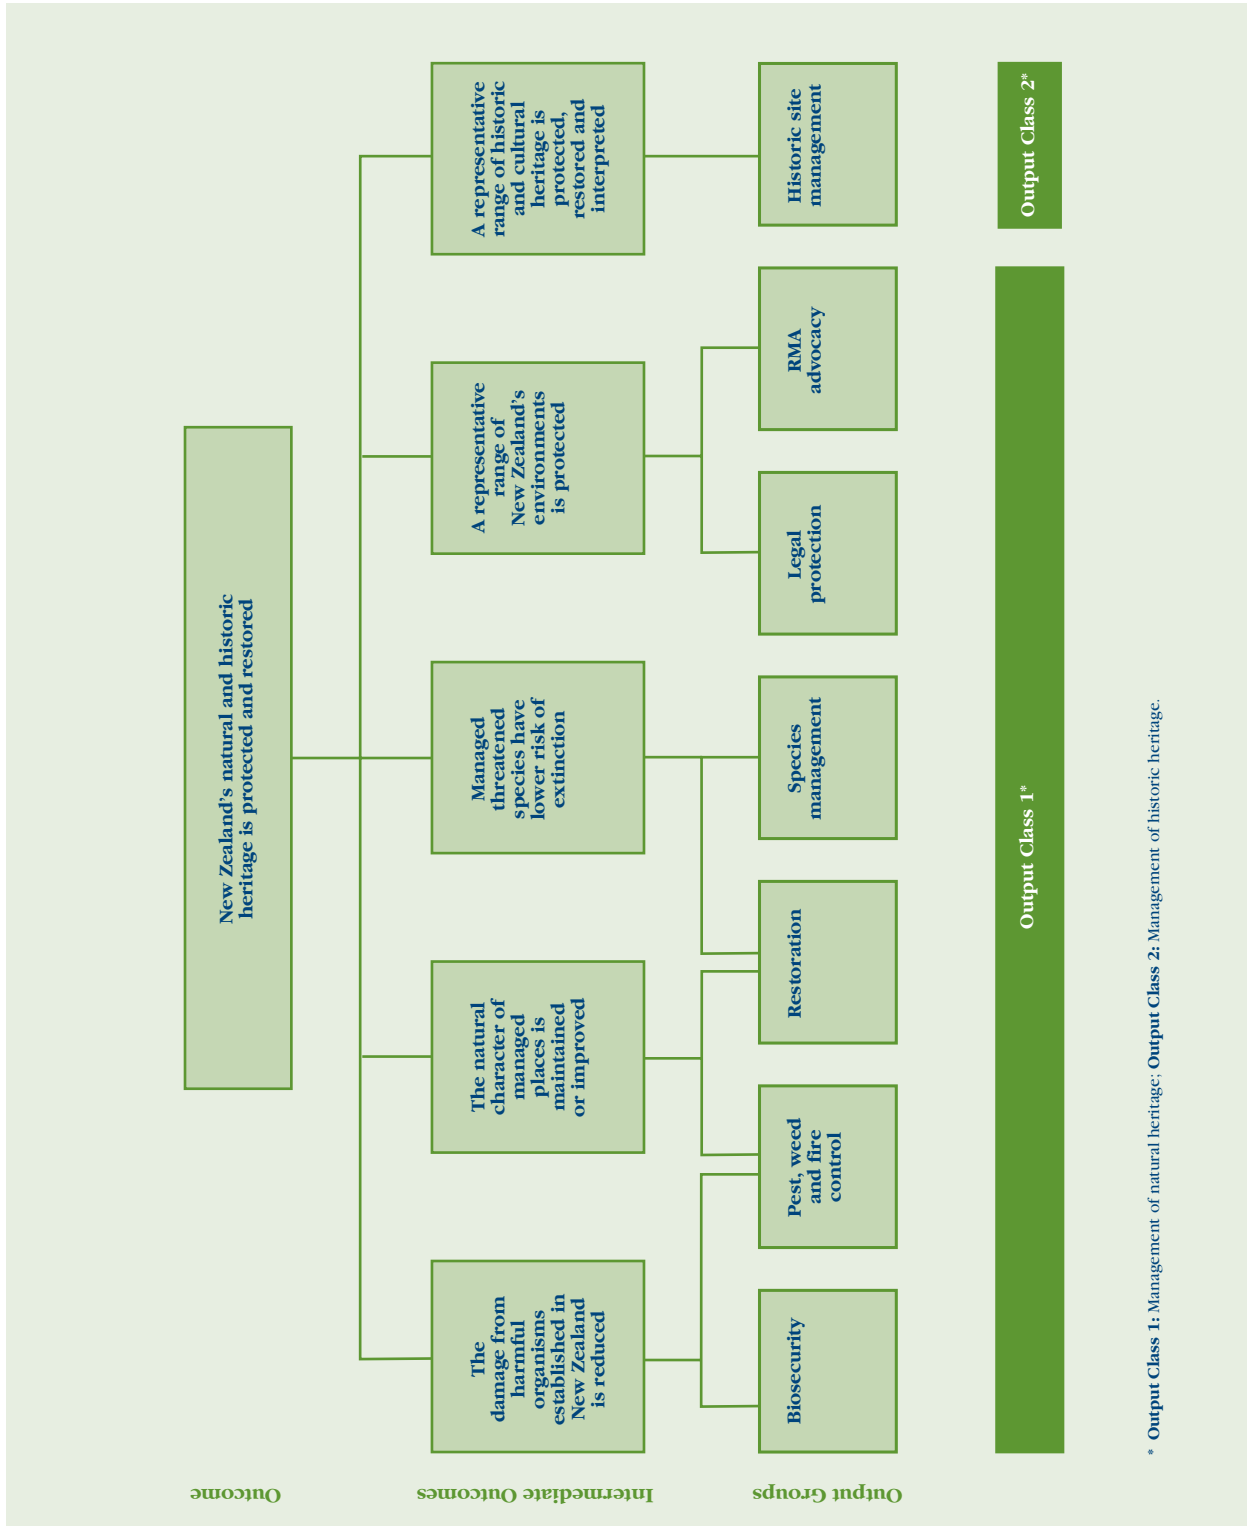 Outcome
New Zealand's natural and historic
heritage is protected and restored
Intermediate Outcomes
The
damage from
harmful
organisms
established in
New Zealand
is reduced
The natural
character of
managed
places is
maintained
or improved
Managed
threatened
species have
lower risk of
extinction
A representative
range of
New Zealand's
environments
is protected
A representative
range of historic
and cultural
heritage is
protected,
restored and
interpreted
Output Groups
Biosecurity
Pest, weed
and fire
control
Restoration
Species
management
Legal
protection
RMA
advocacy
Historic site
management
Output Class 1*
Output Class 2*
* Output Class 1: Management of natural heritage; Output Class 2: Management of historic heritage.